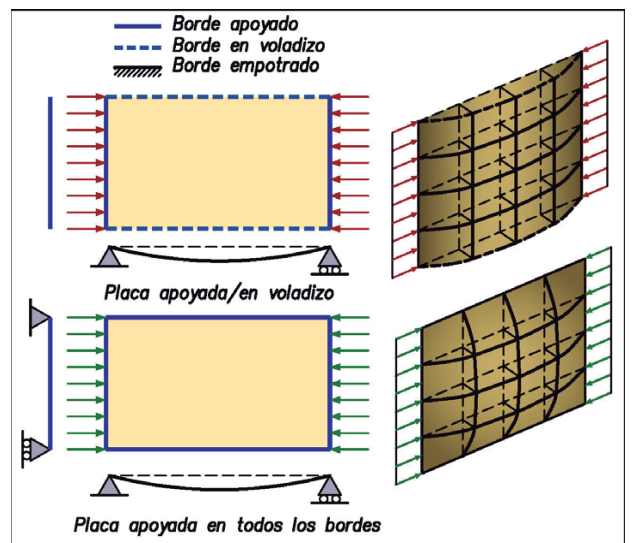 Borde apoyado
Borde en voladizo
Borde empotrado
Placa apoyada/en voladizo
Placa apoyada en todos los bordes